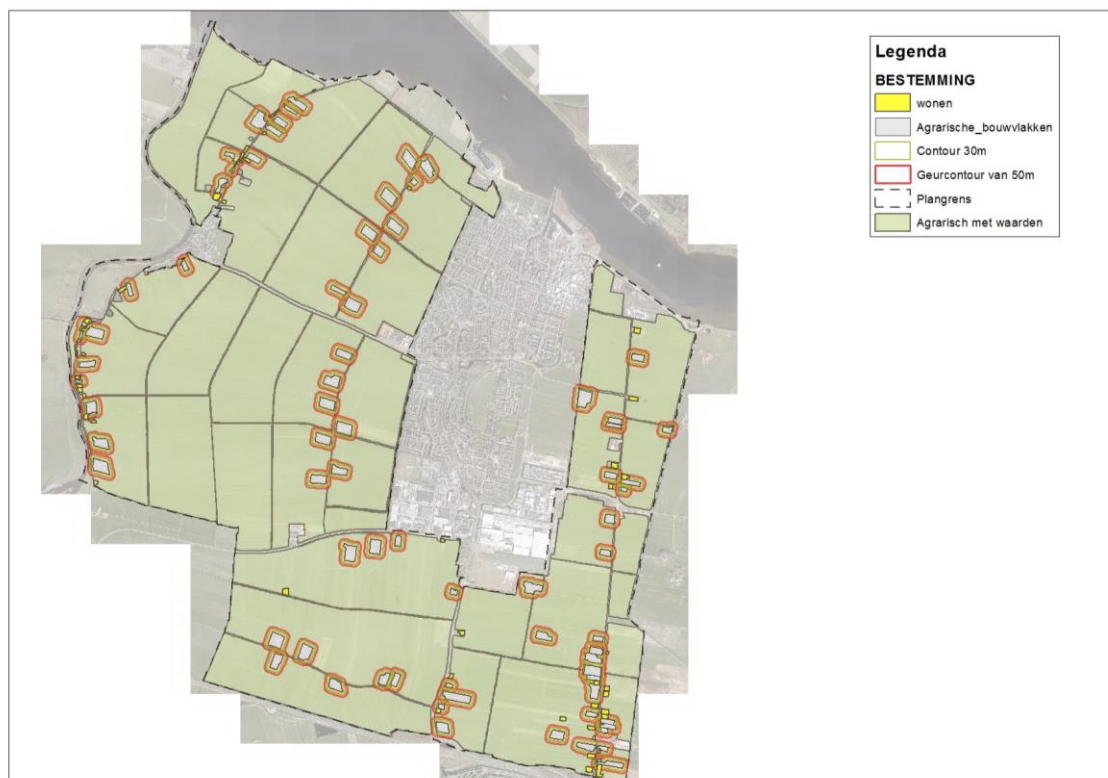 Legenda
BESTEMMING
wonen
Agrarische_bouwvlakken
Contour 30m
Geurcontour van 50m
Plangrens
Agrarisch met waarden